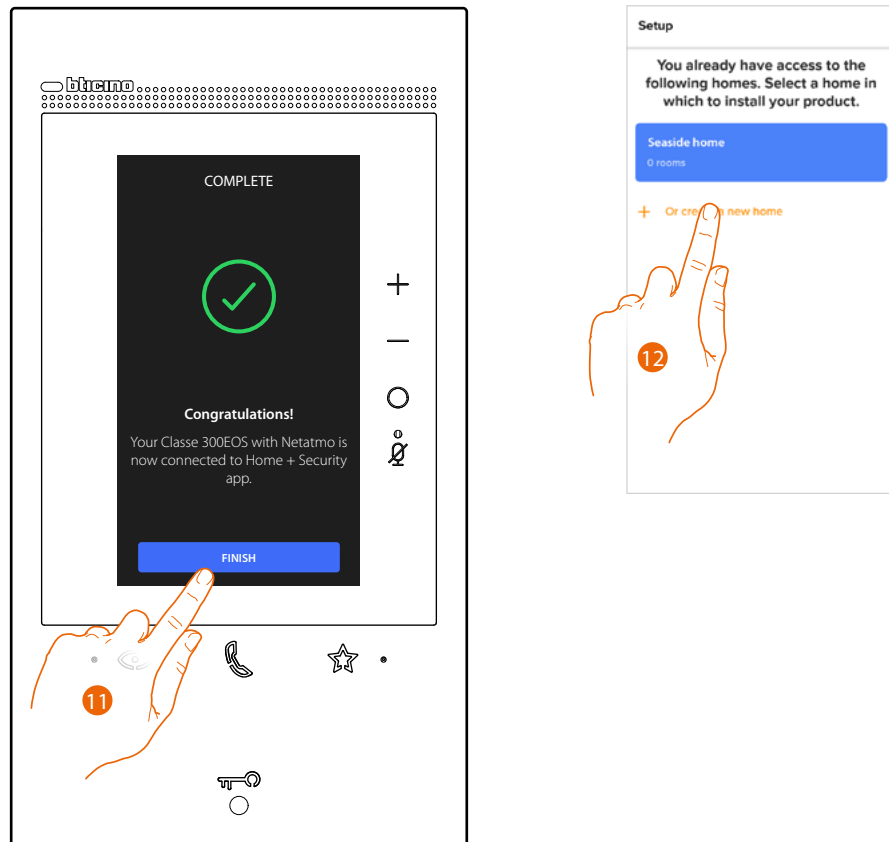 bticino
COMPLETE
Congratulations!
Your Classe 300EOS with Netatmo is
now connected to Home + Security
app.
FINISH
11
Setup
You already have access to the
following homes. Select a home in
which to install your product.
Seaside home
0 rooms
+ Or cre a new home
12